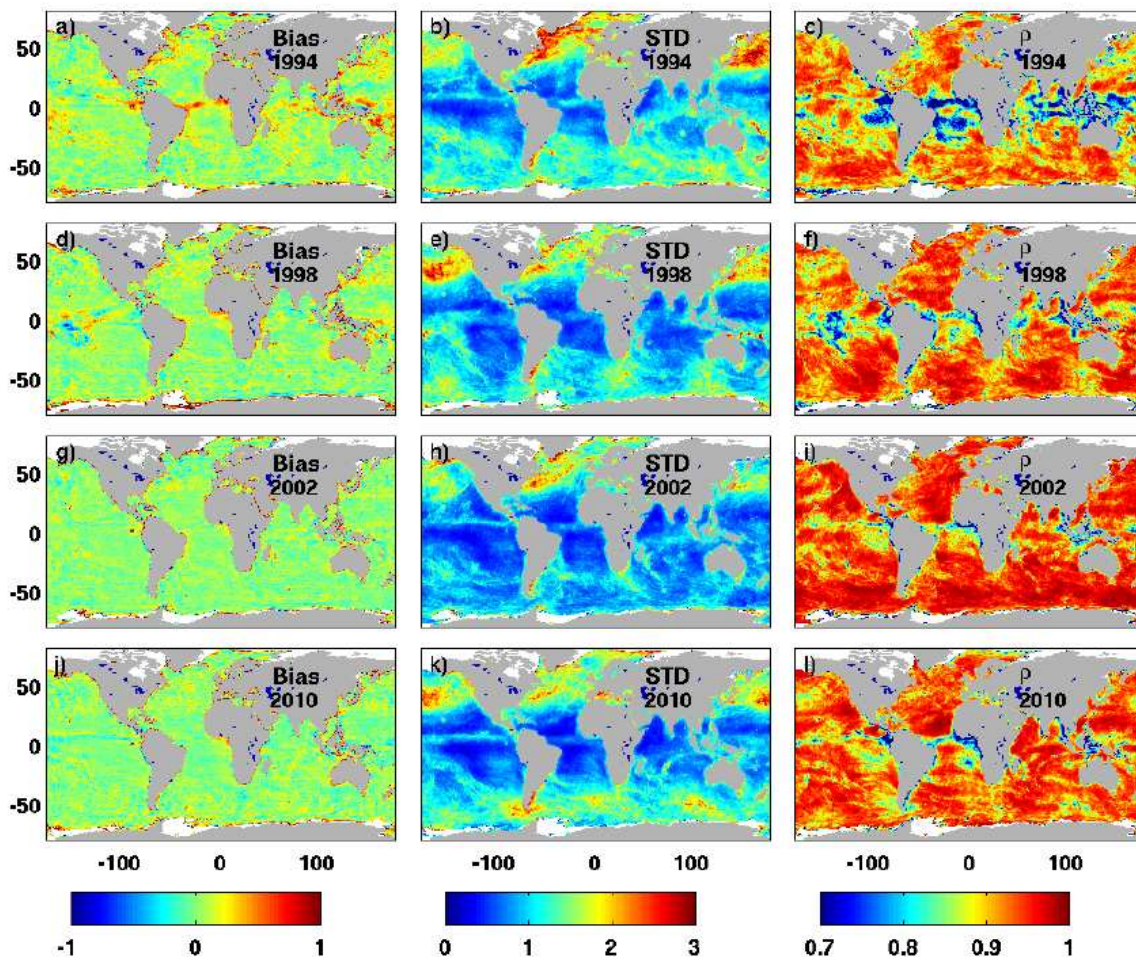 a) Bias 1994
b) STD 1994
c) ρ 1994
50
0
-50
d) Bias 1998
e) STD 1998
f) ρ 1998
50
0
-50
g) Bias 2002
h) STD 2002
i) ρ 2002
50
0
-50
j) Bias 2010
k) STD 2010
l) ρ 2010
50
0
-50
-100 0 100
-100 0 100
-100 0 100
-1 0 1
0 1 2 3
0.7 0.8 0.9 1